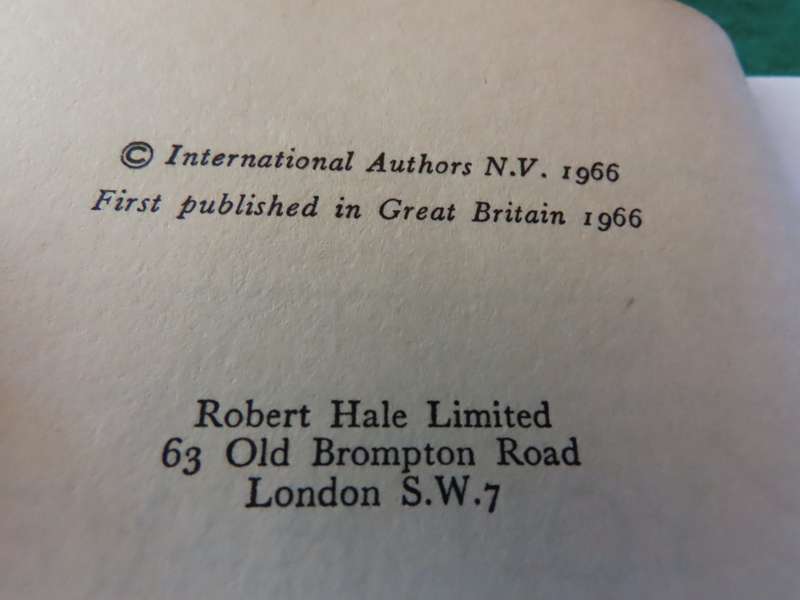 © International Authors N.V. 1966
First published in Great Britain 1966
Robert Hale Limited
63 Old Brompton Road
London S.W.7